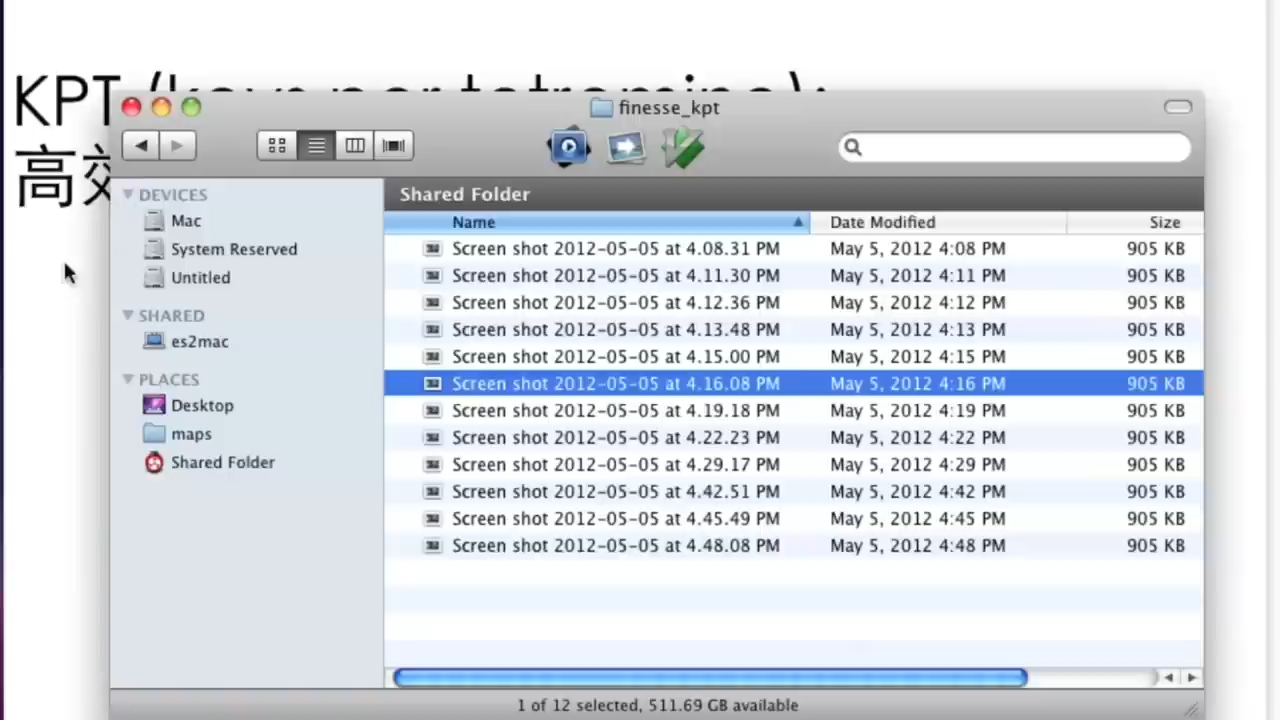 KPT (keys per tetromino):
高效
finesse_kpt
Shared Folder
DEVICES
Mac
System Reserved
Untitled
SHARED
es2mac
PLACES
Desktop
maps
Shared Folder
Name Date Modified Size
Screen shot 2012-05-05 at 4.08.31 PM May 5, 2012 4:08 PM 905 KB
Screen shot 2012-05-05 at 4.11.30 PM May 5, 2012 4:11 PM 905 KB
Screen shot 2012-05-05 at 4.12.36 PM May 5, 2012 4:12 PM 905 KB
Screen shot 2012-05-05 at 4.13.48 PM May 5, 2012 4:13 PM 905 KB
Screen shot 2012-05-05 at 4.15.00 PM May 5, 2012 4:15 PM 905 KB
Screen shot 2012-05-05 at 4.16.08 PM May 5, 2012 4:16 PM 905 KB
Screen shot 2012-05-05 at 4.19.18 PM May 5, 2012 4:19 PM 905 KB
Screen shot 2012-05-05 at 4.22.23 PM May 5, 2012 4:22 PM 905 KB
Screen shot 2012-05-05 at 4.29.17 PM May 5, 2012 4:29 PM 905 KB
Screen shot 2012-05-05 at 4.42.51 PM May 5, 2012 4:42 PM 905 KB
Screen shot 2012-05-05 at 4.45.49 PM May 5, 2012 4:45 PM 905 KB
Screen shot 2012-05-05 at 4.48.08 PM May 5, 2012 4:48 PM 905 KB
1 of 12 selected, 511.69 GB available